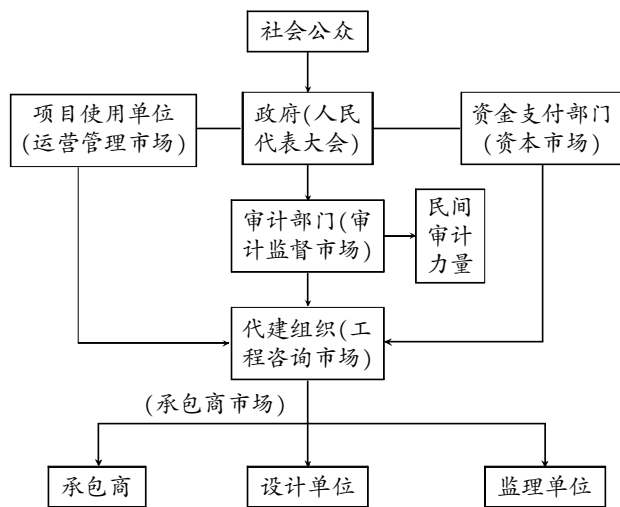 社会公众
项目使用单位
(运营管理市场)
政府(人民
代表大会)
资金支付部门
(资本市场)
审计部门(审
计监督市场)
民间
审计
力量
代建组织(工
程咨询市场)
(承包商市场)
承包商
设计单位
监理单位